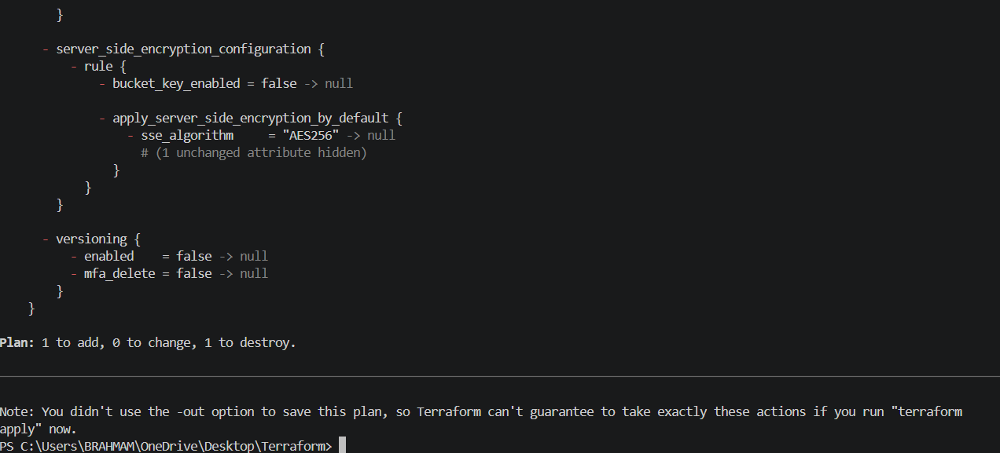 }
- server_side_encryption_configuration {
- rule {
- bucket_key_enabled = false -> null
- apply_server_side_encryption_by_default {
- sse_algorithm     = "AES256" -> null
# (1 unchanged attribute hidden)
}
}
}
- versioning {
- enabled    = false -> null
- mfa_delete = false -> null
}
}
Plan: 1 to add, 0 to change, 1 to destroy.
Note: You didn't use the -out option to save this plan, so Terraform can't guarantee to take exactly these actions if you run "terraform
apply" now.
PS C:\Users\BRAHMAM\OneDrive\Desktop\Terraform>